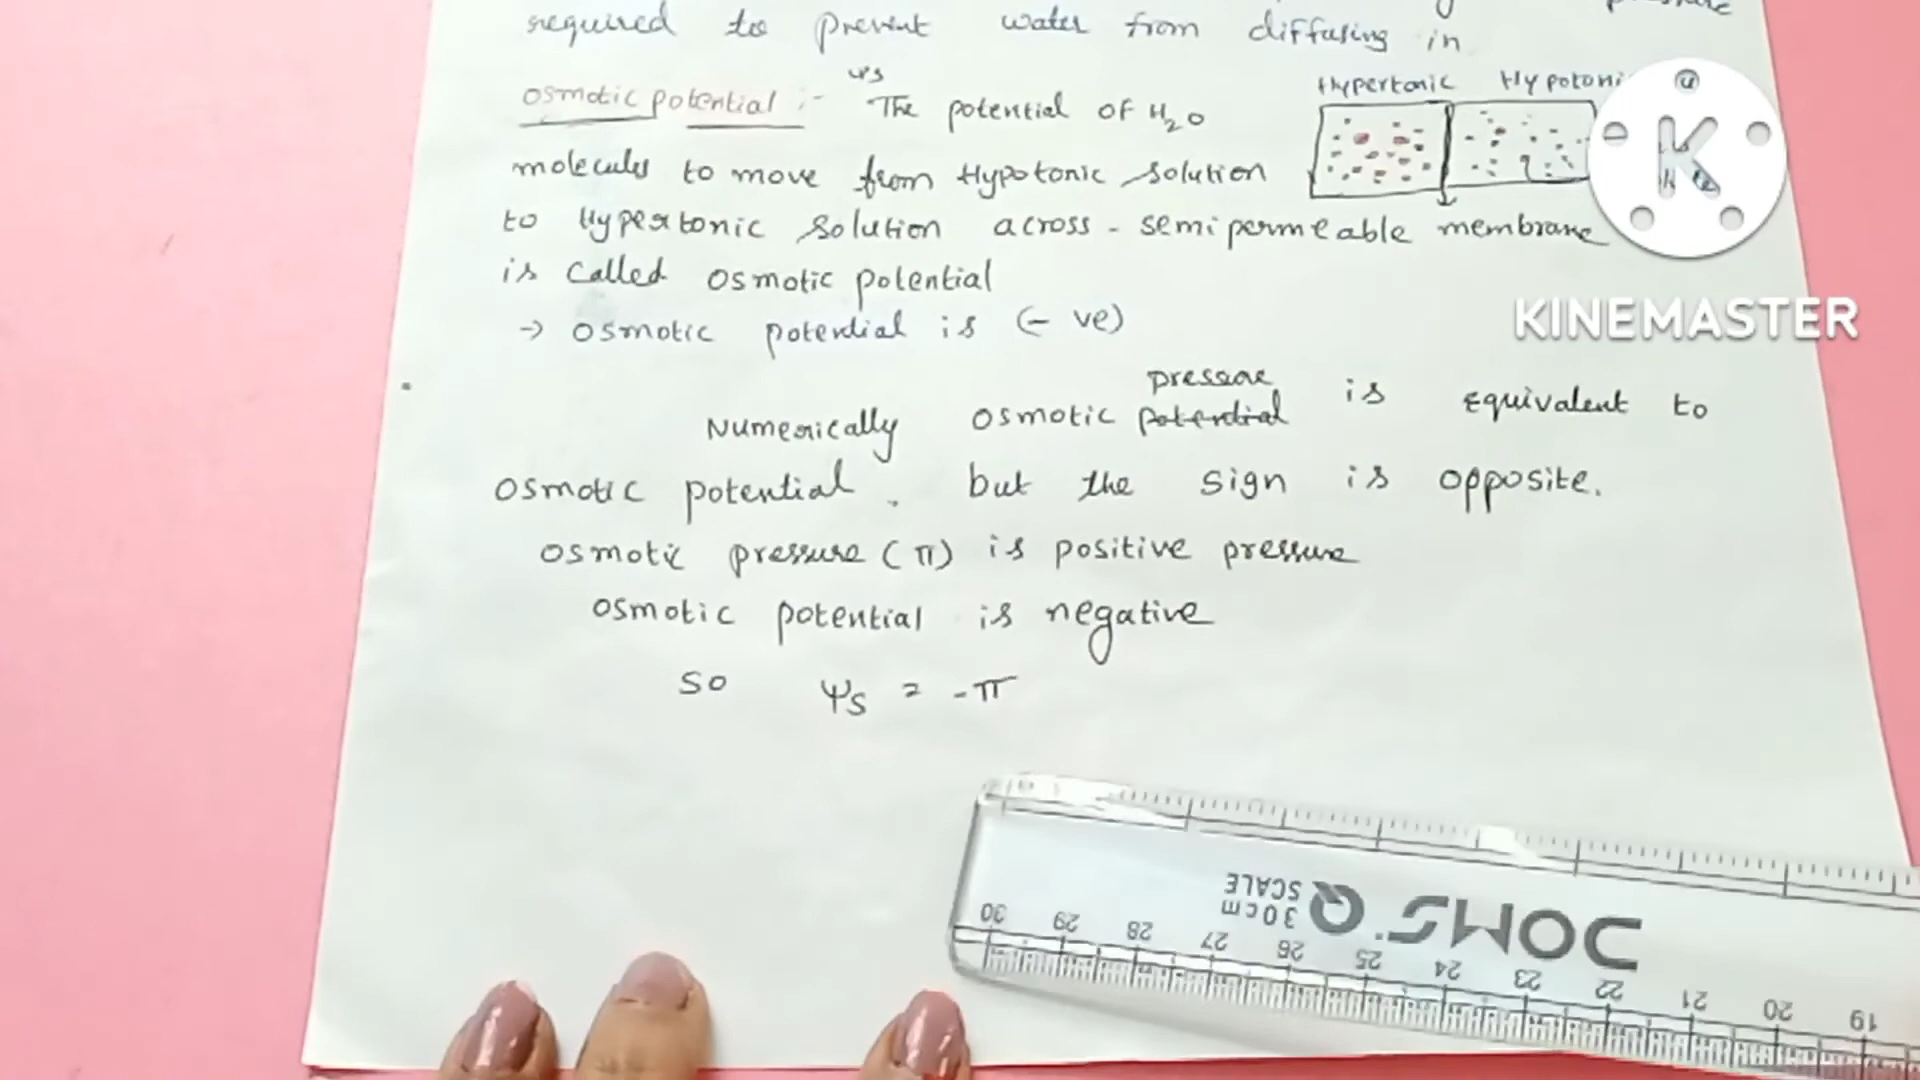 required to prevent water from diffusing in
Hypertonic Hypotoni
osmotic potential :- The potential of H2O
molecules to move from Hypotonic solution
to Hypertonic solution across - semipermeable membrane
is called osmotic potential
→ osmotic potential is (- ve)
pressure
Numerically osmotic potential is equivalent to
osmotic potential. but the sign is opposite.
osmotic pressure (π) is positive pressure
osmotic potential is negative
so ψs = -π
K
KINEMASTER
DOMS Q 30cm SCALE
30 29 28 27 26 25 24 23 22 21 20 19